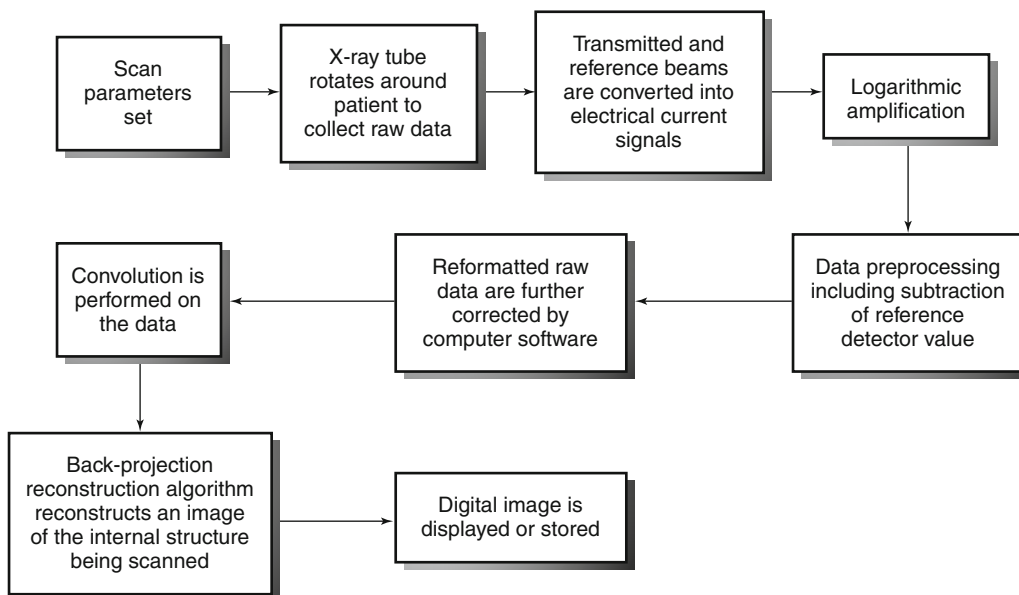 Scan
parameters
set
X-ray tube
rotates around
patient to
collect raw data
Transmitted and
reference beams
are converted into
electrical current
signals
Logarithmic
amplification
Data preprocessing
including subtraction
of reference
detector value
Reformatted raw
data are further
corrected by
computer software
Convolution is
performed on
the data
Back-projection
reconstruction algorithm
reconstructs an image
of the internal structure
being scanned
Digital image is
displayed or stored